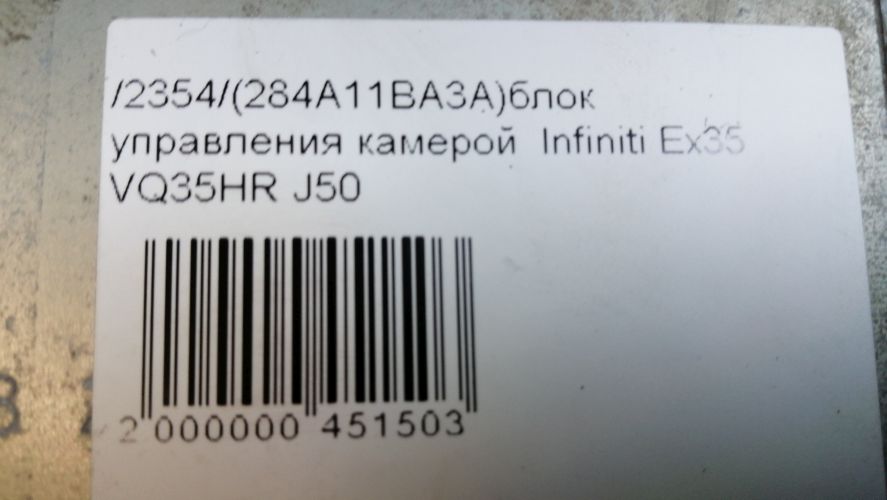 /2354/(284A11BA3A)блок
управления камерой Infiniti Ex35
VQ35HR J50
2 000000 451503